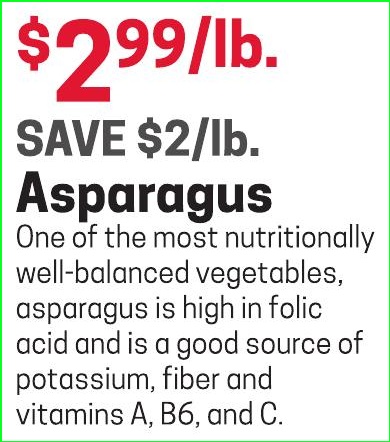 $2 99/lb.
SAVE $2/lb.
Asparagus
One of the most nutritionally
well-balanced vegetables,
asparagus is high in folic
acid and is a good source of
potassium, fiber and
vitamins A, B6, and C.